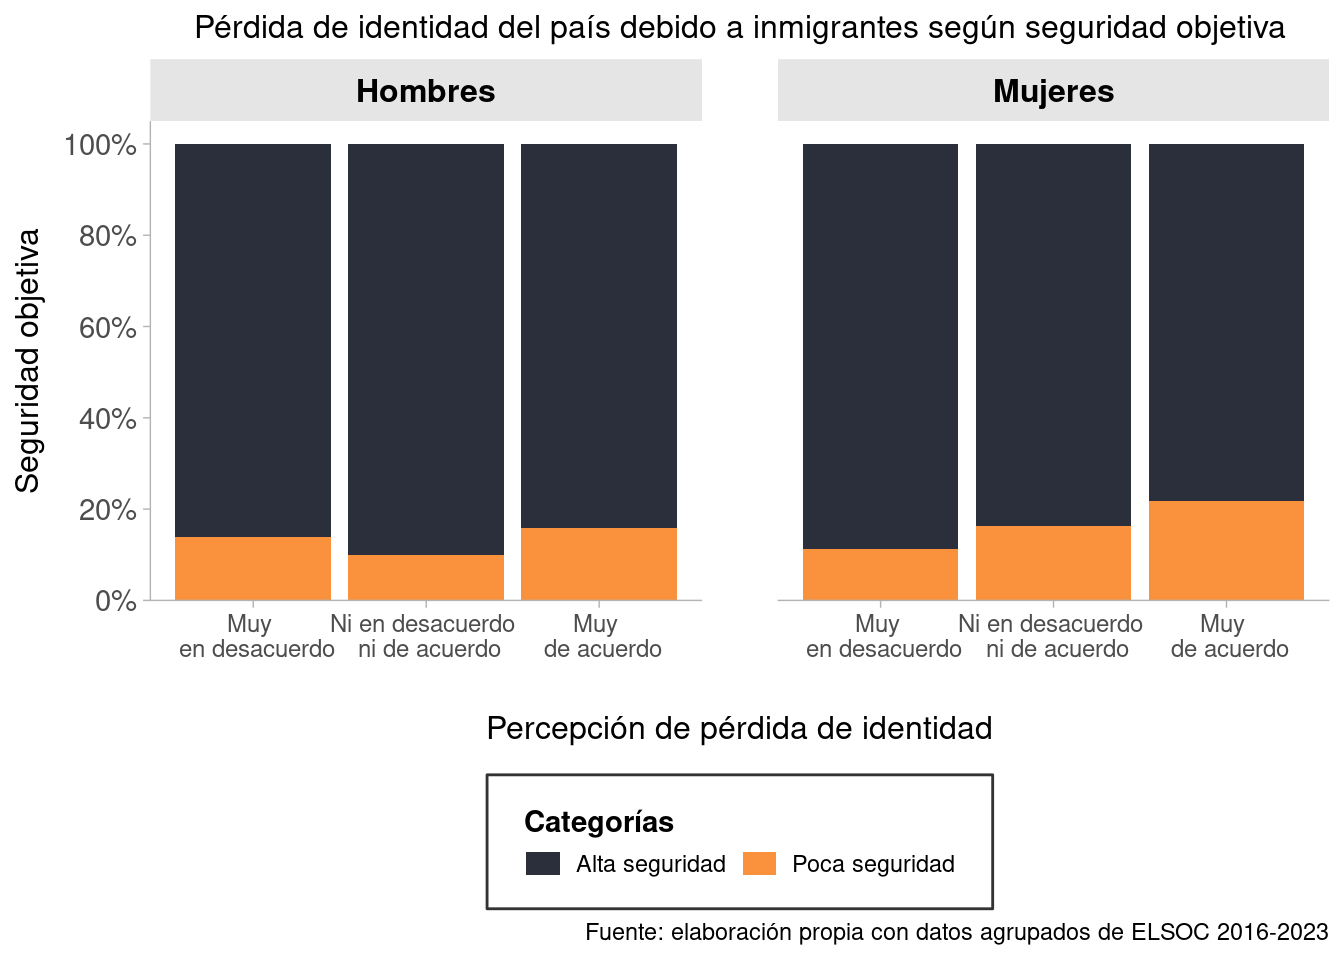 Pérdida de identidad del país debido a inmigrantes según seguridad objetiva
Hombres
Mujeres
Seguridad objetiva
100%
80%
60%
40%
20%
0%
Muy
en desacuerdo
Ni en desacuerdo
ni de acuerdo
Muy
de acuerdo
Muy
en desacuerdo
Ni en desacuerdo
ni de acuerdo
Muy
de acuerdo
Percepción de pérdida de identidad
Categorías
Alta seguridad
Poca seguridad
Fuente: elaboración propia con datos agrupados de ELSOC 2016-2023